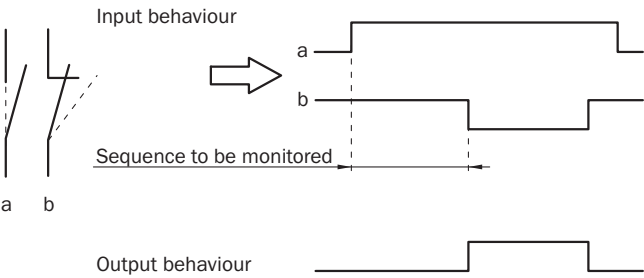 Input behaviour
a
b
Sequence to be monitored
a b
Output behaviour